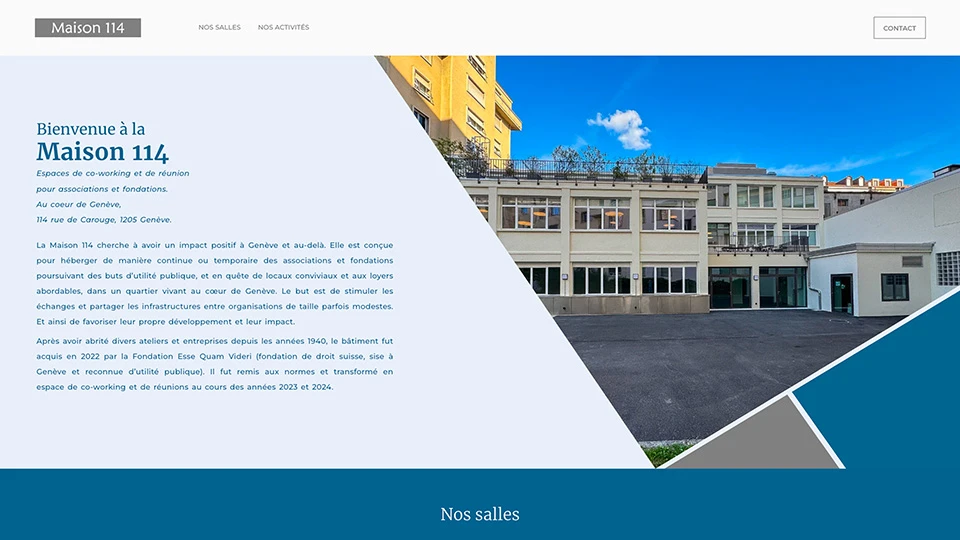 Maison 114
NOS SALLES
NOS ACTIVITÉS
CONTACT
Bienvenue à la
Maison 114
Espaces de co-working et de réunion
pour associations et fondations.
Au coeur de Genève,
114 rue de Carouge, 1205 Genève.
La Maison 114 cherche à avoir un impact positif à Genève et au-delà. Elle est conçue
pour héberger de manière continue ou temporaire des associations et fondations
poursuivant des buts d'utilité publique, et en quête de locaux conviviaux et aux loyers
abordables, dans un quartier vivant au cœur de Genève. Le but est de stimuler les
échanges et partager les infrastructures entre organisations de taille parfois modestes.
Et ainsi de favoriser leur propre développement et leur impact.
Après avoir abrité divers ateliers et entreprises depuis les années 1940, le bâtiment fut
acquis en 2022 par la Fondation Esse Quam Videri (fondation de droit suisse, sise à
Genève et reconnue d'utilité publique). Il fut remis aux normes et transformé en
espace de co-working et de réunions au cours des années 2023 et 2024.
Nos salles